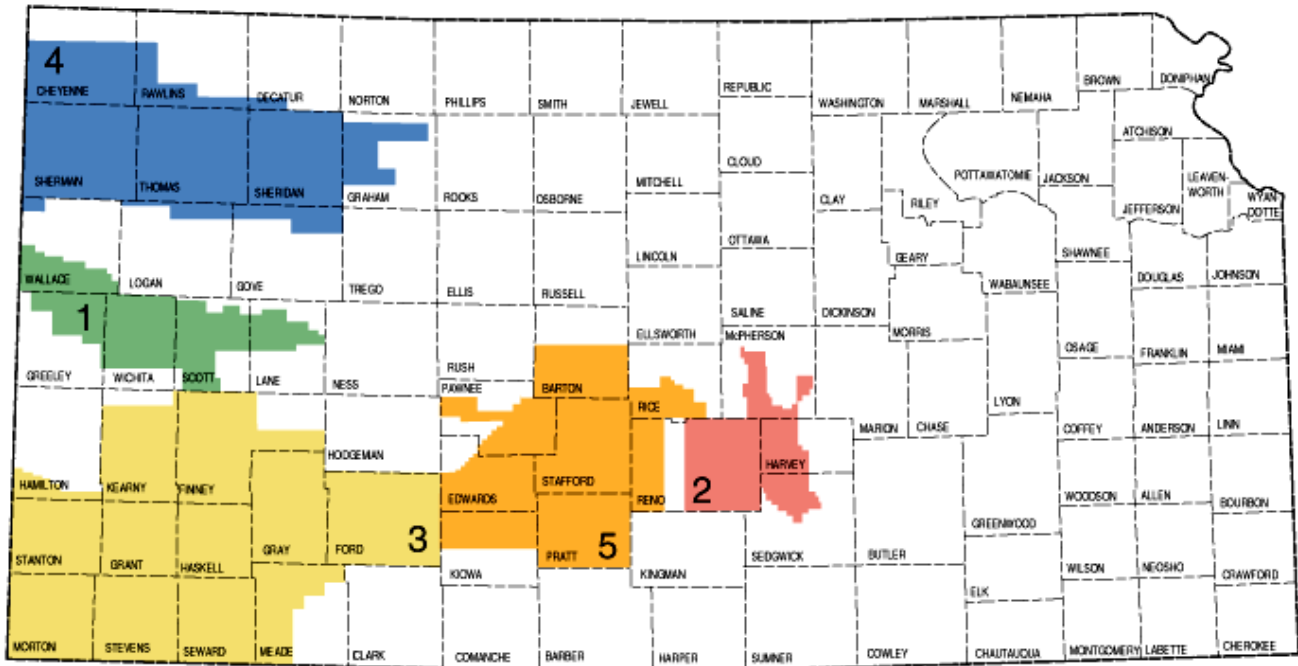 4
CHEYENNE
RAWLINS
DECATUR
NORTON
PHILLIPS
SMITH
JEWELL
REPUBLIC
WASHINGTON
MARSHALL
NEMAHA
BROWN
DONIPHAN
ATCHISON
SHERMAN
THOMAS
SHERIDAN
GRAHAM
ROOKS
OSBORNE
MITCHELL
CLOUD
CLAY
RILEY
POTTAWATOMIE
JACKSON
JEFFERSON
LEAVEN-
WORTH
WYAN
DOTTE
WALLACE
LOGAN
GOVE
TREGO
ELLIS
RUSSELL
LINCOLN
OTTAWA
GEARY
WABAUNSEE
SHAWNEE
DOUGLAS
JOHNSON
1
GREELEY
WICHITA
SCOTT
LANE
NESS
RUSH
PAWNEE
BARTON
ELLSWORTH
RICE
SALINE
McPHERSON
DICKINSON
MORRIS
LYON
OSAGE
FRANKLIN
MIAMI
HAMILTON
KEARNY
FINNEY
HODGEMAN
EDWARDS
STAFFORD
RENO
2
HARVEY
MARION
CHASE
COFFEY
ANDERSON
LINN
STANTON
GRANT
HASKELL
GRAY
FORD
3
KIOWA
PRATT
5
KINGMAN
SEDGWICK
BUTLER
GREENWOOD
WOODSON
ALLEN
BOURBON
MORTON
STEVENS
SEWARD
MEADE
CLARK
COMANCHE
BARBER
HARPER
SUMNER
COWLEY
ELK
CHAUTAUQUA
WILSON
NEOSHO
CRAWFORD
MONTGOMERY
LABETTE
CHEROKEE